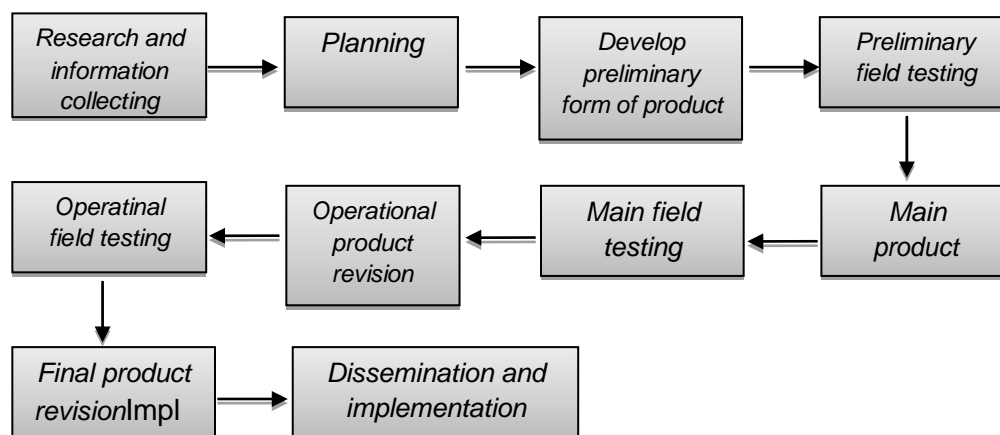 Research and
information
collecting
Planning
Develop
preliminary
form of product
Preliminary
field testing
Main
product
Main field
testing
Operational
product
revision
Operatinal
field testing
Final product
revisionImpl
Dissemination and
implementation